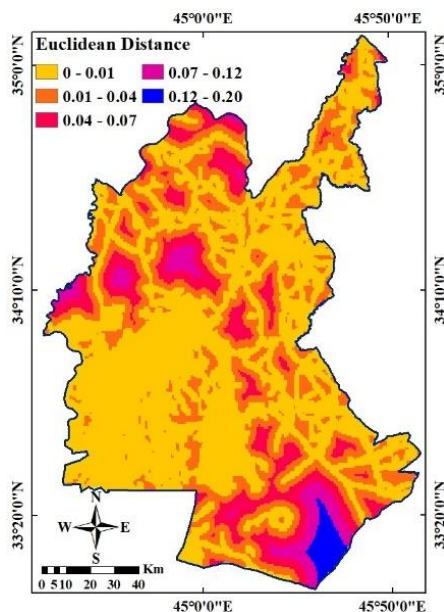 45°0'0"E 45°50'0"E
Euclidean Distance
0 - 0.01 0.07 - 0.12
0.01 - 0.04 0.12 - 0.20
0.04 - 0.07
35°0'0"N 35°0'0"N
34°10'0"N 34°10'0"N
33°20'0"N 33°20'0"N
N
W E
S
Km
0 5 10 20 30 40
45°0'0"E 45°50'0"E